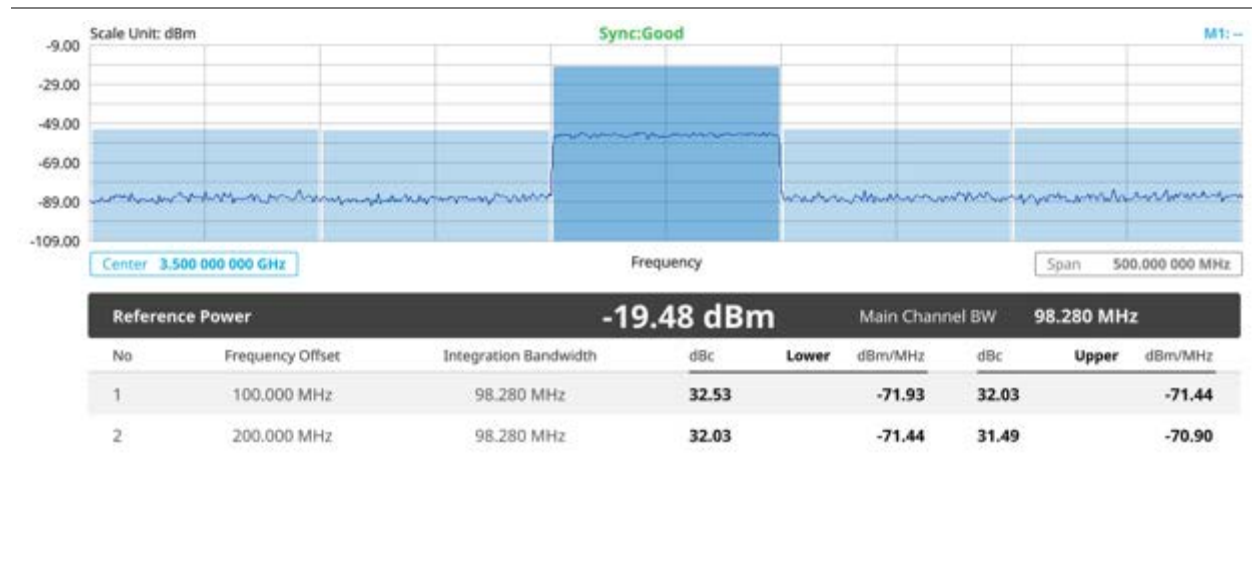 Scale Unit: dBm Sync:Good M1: --
-9.00
-29.00
-49.00
-69.00
-89.00
-109.00
Center 3.500 000 000 GHz Frequency Span 500.000 000 MHz
Reference Power -19.48 dBm Main Channel BW 98.280 MHz
No Frequency Offset Integration Bandwidth dBc Lower dBm/MHz dBc Upper dBm/MHz
1 100.000 MHz 98.280 MHz 32.53 -71.93 32.03 -71.44
2 200.000 MHz 98.280 MHz 32.03 -71.44 31.49 -70.90